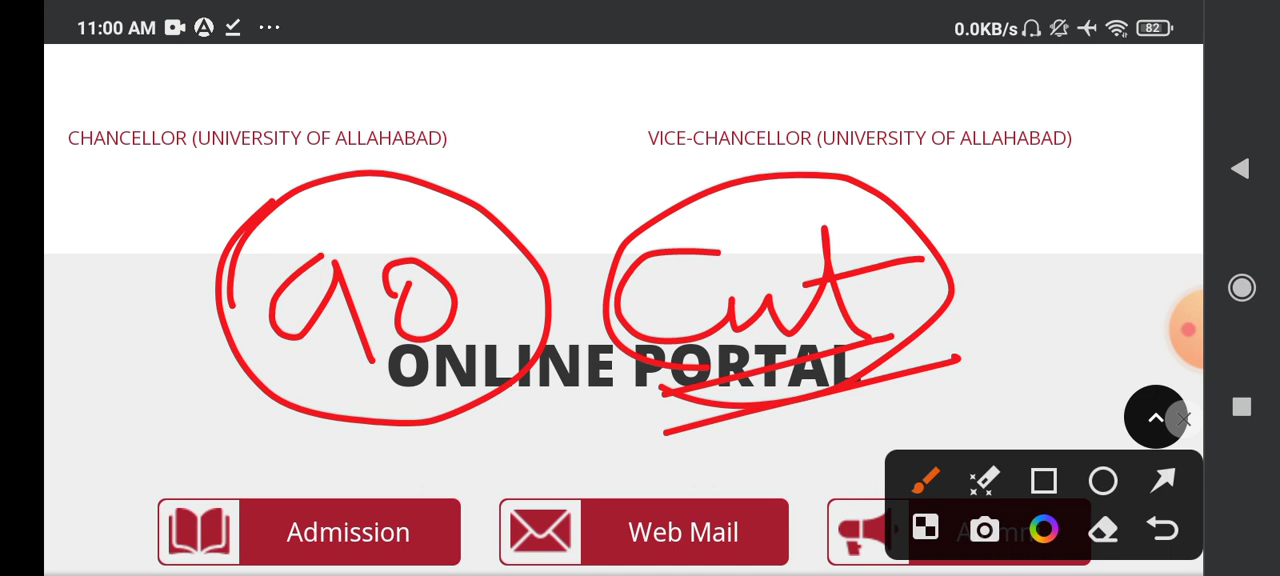 11:00 AM
0.0KB/s 82
CHANCELLOR (UNIVERSITY OF ALLAHABAD)
VICE-CHANCELLOR (UNIVERSITY OF ALLAHABAD)
90 Cut
ONLINE PORTAL
Admission
Web Mail